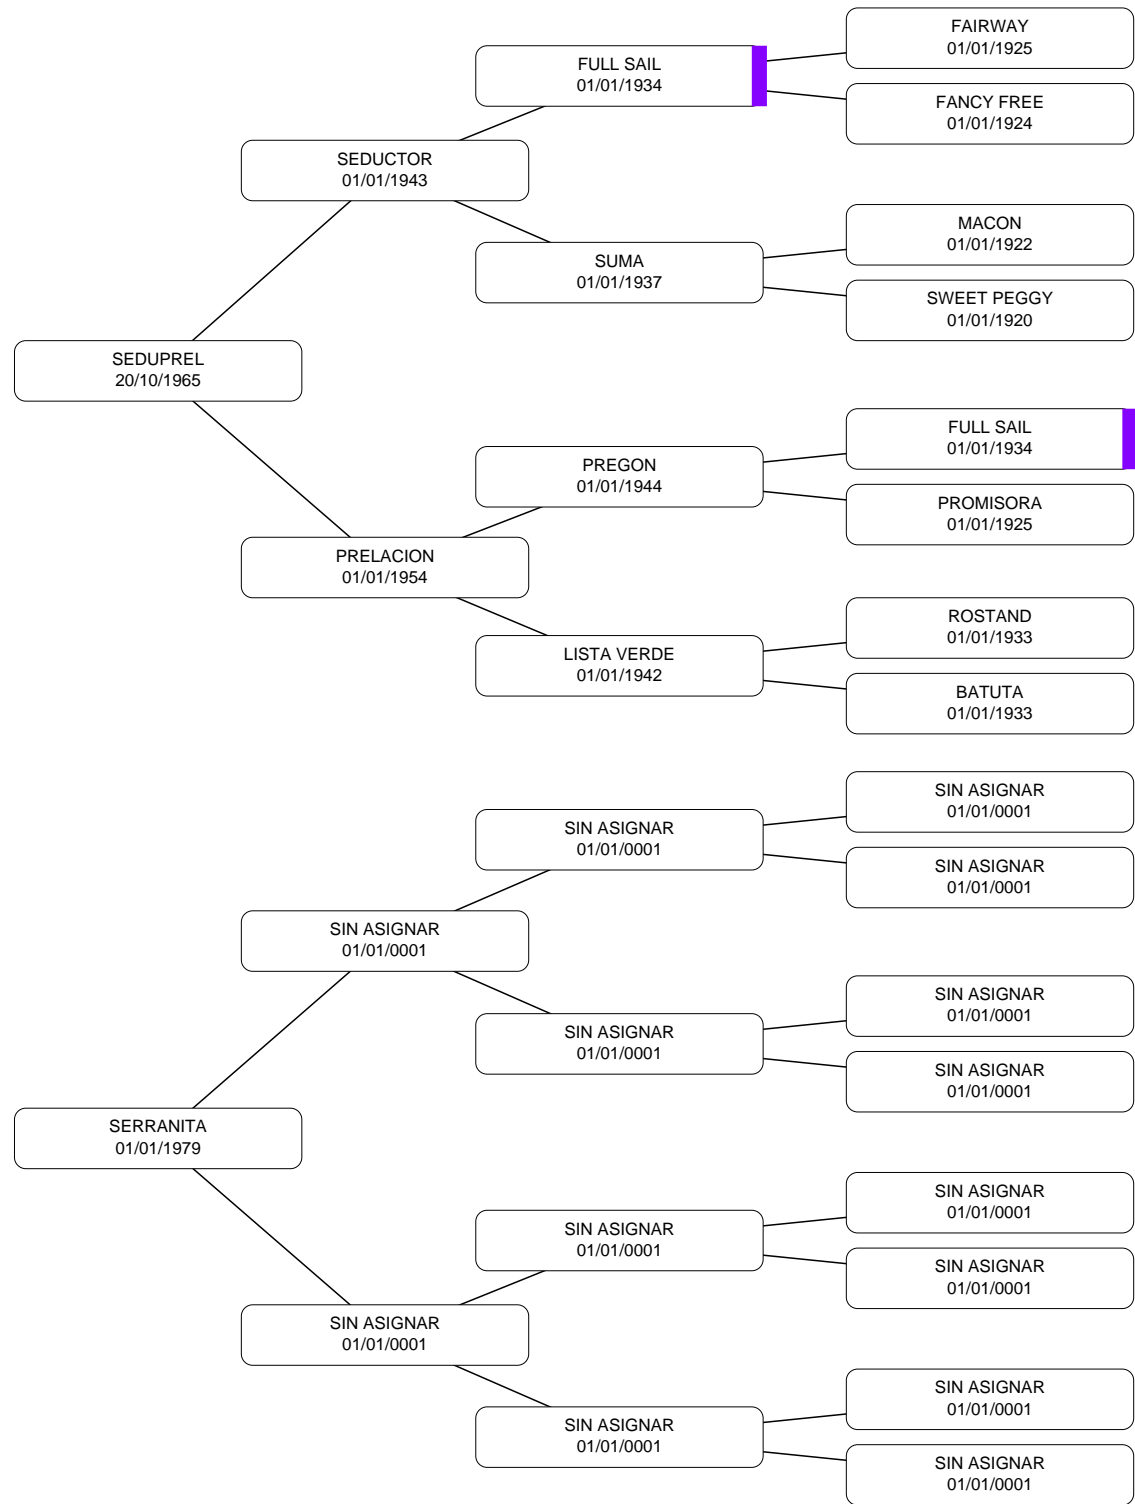 FAIRWAY
01/01/1925
FULL SAIL
01/01/1934
FANCY FREE
01/01/1924
SEDUCTOR
01/01/1943
MACON
01/01/1922
SUMA
01/01/1937
SWEET PEGGY
01/01/1920
SEDUPREL
20/10/1965
FULL SAIL
01/01/1934
PREGON
01/01/1944
PROMISORA
01/01/1925
PRELACION
01/01/1954
ROSTAND
01/01/1933
LISTA VERDE
01/01/1942
BATUTA
01/01/1933
SIN ASIGNAR
01/01/0001
SIN ASIGNAR
01/01/0001
SIN ASIGNAR
01/01/0001
SIN ASIGNAR
01/01/0001
SIN ASIGNAR
01/01/0001
SIN ASIGNAR
01/01/0001
SIN ASIGNAR
01/01/0001
SERRANITA
01/01/1979
SIN ASIGNAR
01/01/0001
SIN ASIGNAR
01/01/0001
SIN ASIGNAR
01/01/0001
SIN ASIGNAR
01/01/0001
SIN ASIGNAR
01/01/0001
SIN ASIGNAR
01/01/0001
SIN ASIGNAR
01/01/0001